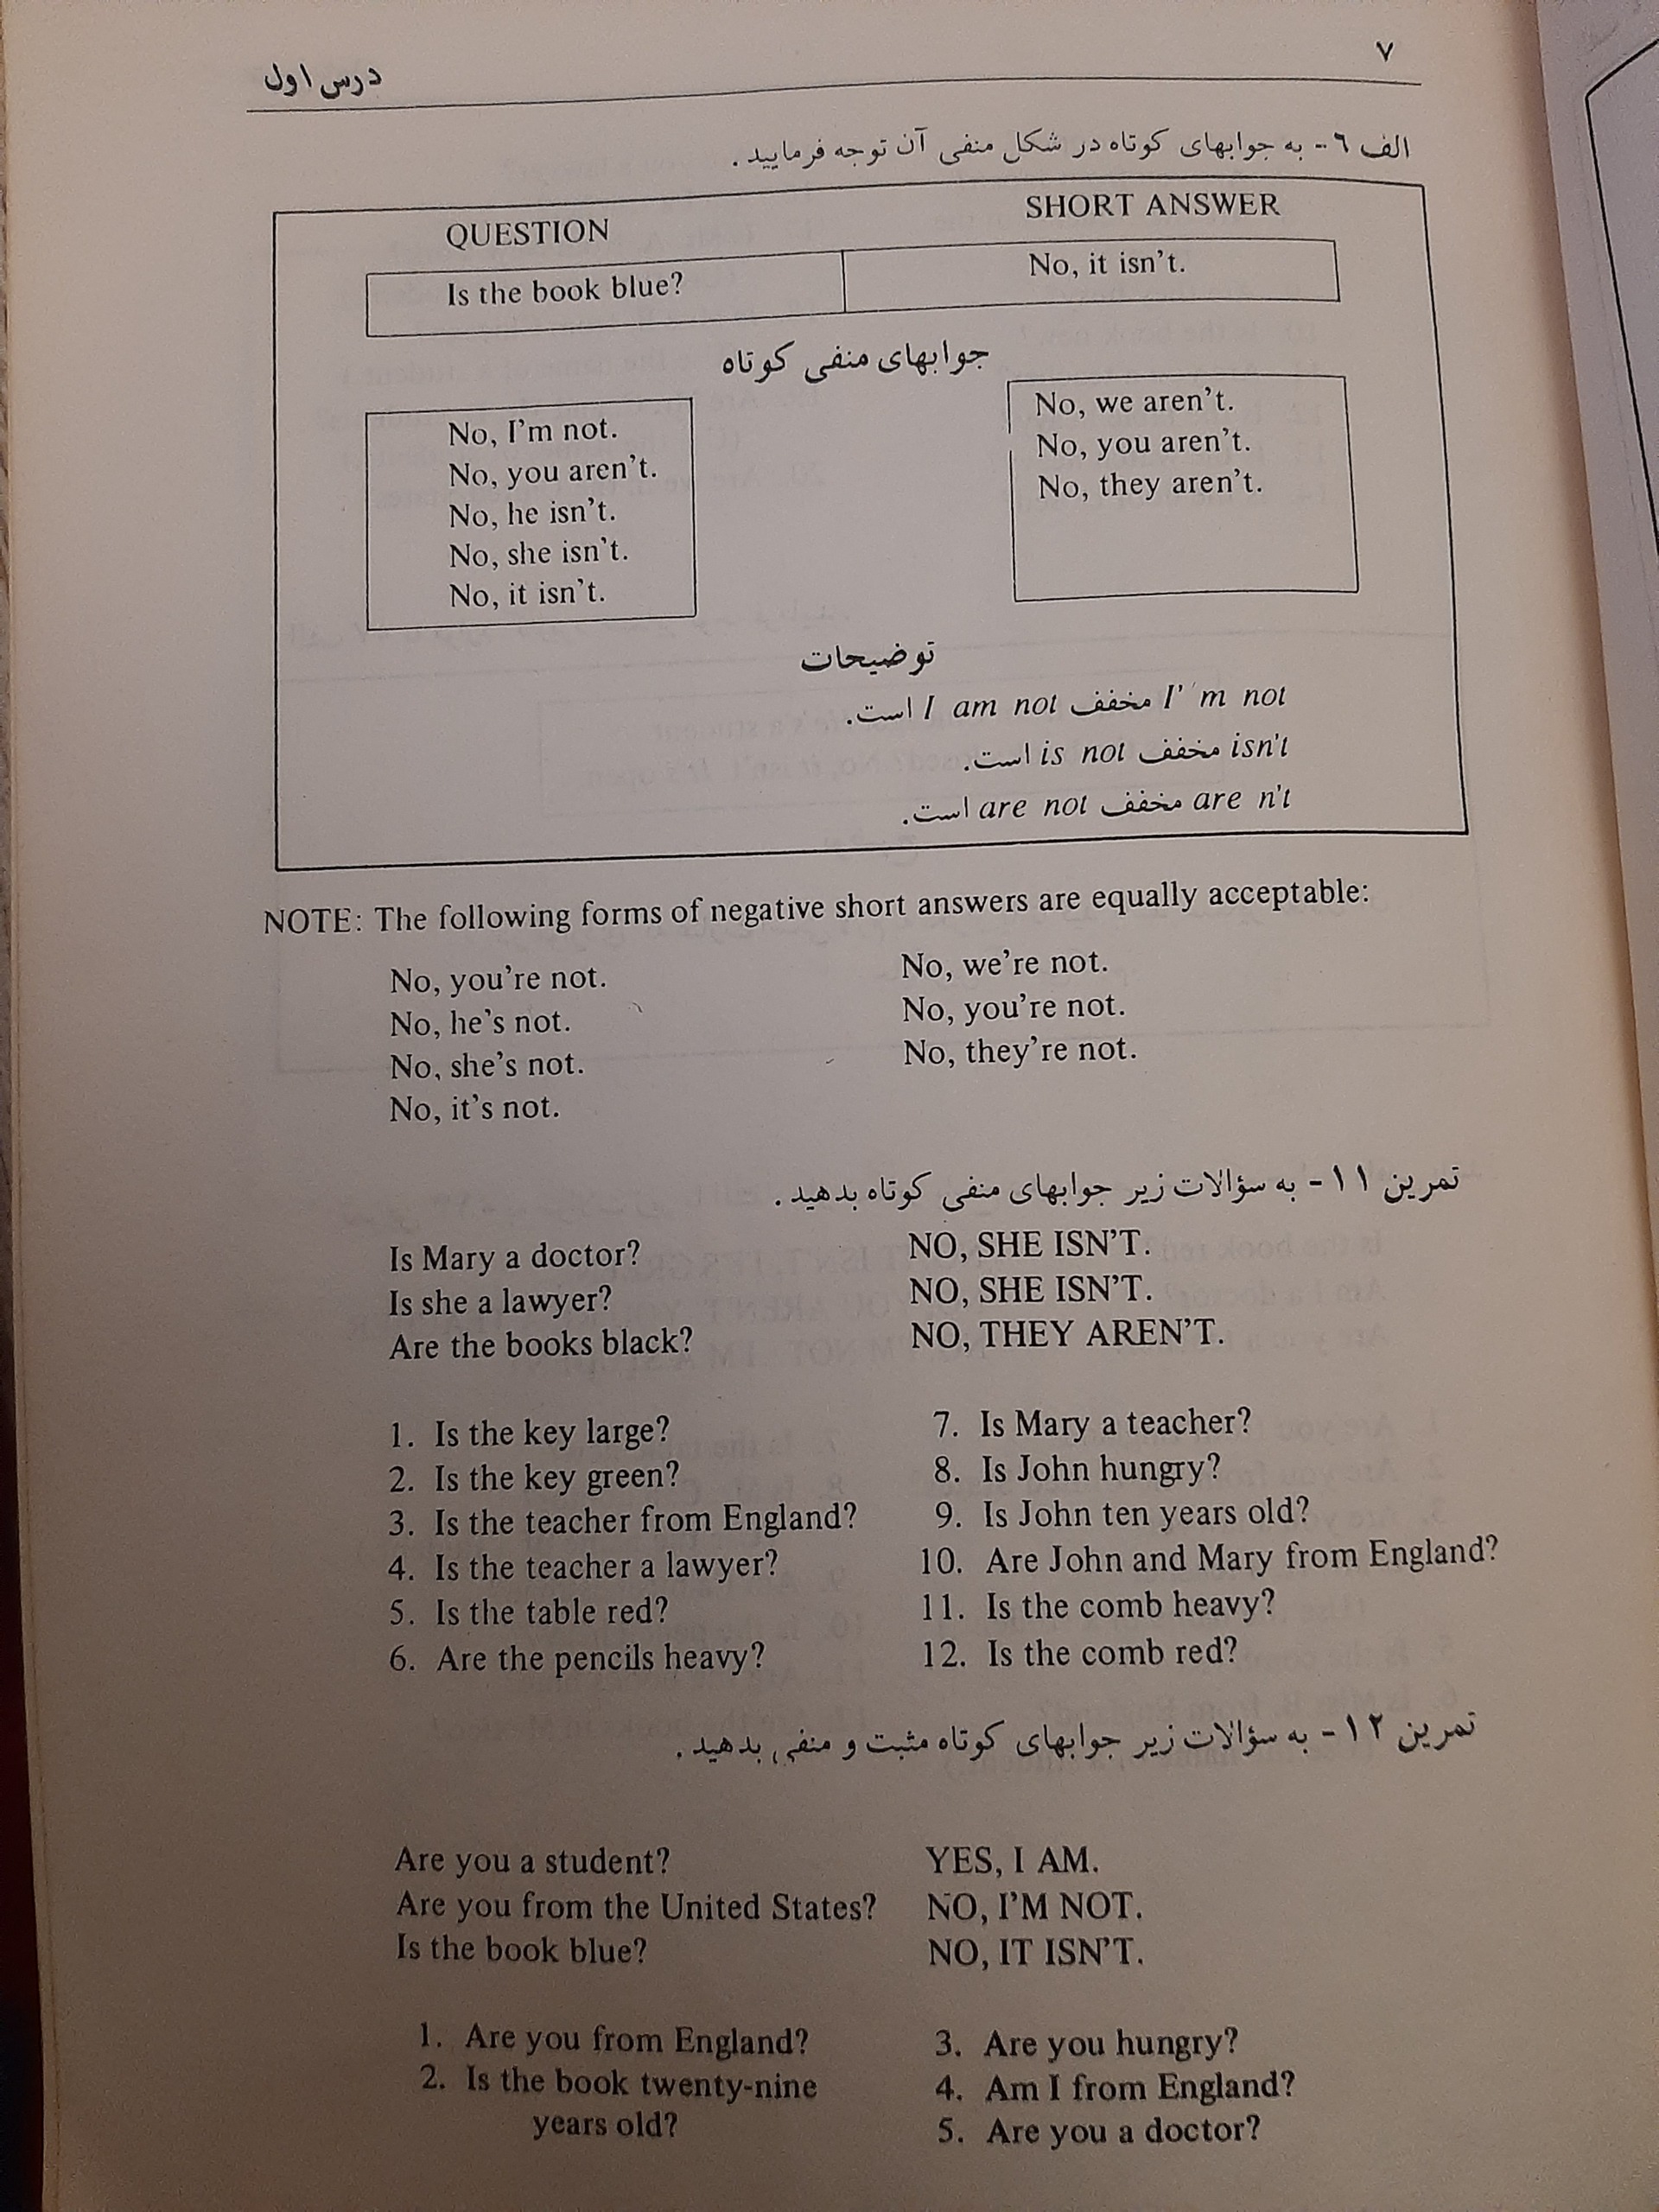 درس اول
۷
الف ٦ - به جوابهای کوتاه در شکل منفی آن توجه فرمایید.
QUESTION
SHORT ANSWER
Is the book blue?
No, it isn't.
جوابهای منفی کوتاه
No, I'm not.
No, you aren't.
No, he isn't.
No, she isn't.
No, it isn't.
No, we aren't.
No, you aren't.
No, they aren't.
توضیحات
I'm not مخفف I am not است.
isn't مخفف is not است.
are n't مخفف are not است.
NOTE: The following forms of negative short answers are equally acceptable:
No, you're not.
No, he's not.
No, she's not.
No, it's not.
No, we're not.
No, you're not.
No, they're not.
تمرین ۱۱ - به سؤالات زیر جوابهای منفی کوتاه بدهید.
Is Mary a doctor? NO, SHE ISN'T.
Is she a lawyer? NO, SHE ISN'T.
Are the books black? NO, THEY AREN'T.
1. Is the key large?
2. Is the key green?
3. Is the teacher from England?
4. Is the teacher a lawyer?
5. Is the table red?
6. Are the pencils heavy?
7. Is Mary a teacher?
8. Is John hungry?
9. Is John ten years old?
10. Are John and Mary from England?
11. Is the comb heavy?
12. Is the comb red?
تمرین ۱۲ - به سؤالات زیر جوابهای کوتاه مثبت و منفی بدهید.
Are you a student? YES, I AM.
Are you from the United States? NO, I'M NOT.
Is the book blue? NO, IT ISN'T.
1. Are you from England?
2. Is the book twenty-nine
years old?
3. Are you hungry?
4. Am I from England?
5. Are you a doctor?